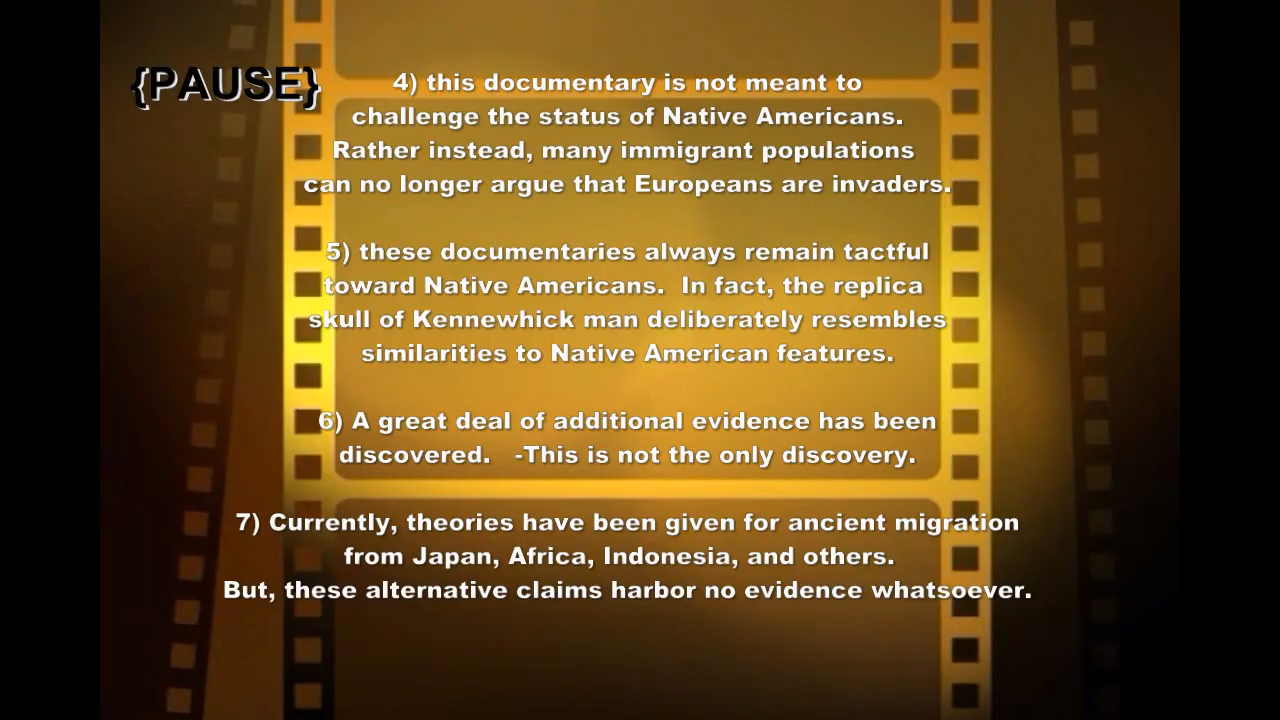 {PAUSE}
4) this documentary is not meant to
challenge the status of Native Americans.
Rather instead, many immigrant populations
can no longer argue that Europeans are invaders.
5) these documentaries always remain tactful
toward Native Americans.  In fact, the replica
skull of Kennewhick man deliberately resembles
similarities to Native American features.
6) A great deal of additional evidence has been
discovered.   -This is not the only discovery.
7) Currently, theories have been given for ancient migration
from Japan, Africa, Indonesia, and others.
But, these alternative claims harbor no evidence whatsoever.